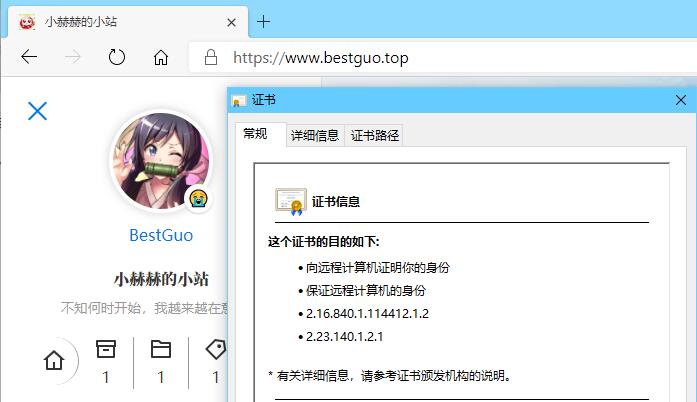 小赫赫的小站
https://www.bestguo.top
证书
常规
详细信息
证书路径
证书信息
这个证书的目的如下:
• 向远程计算机证明你的身份
• 保证远程计算机的身份
• 2.16.840.1.114412.1.2
• 2.23.140.1.2.1
* 有关详细信息，请参考证书颁发机构的说明。
BestGuo
小赫赫的小站
不知何时开始，我越来越在意
1
1
1